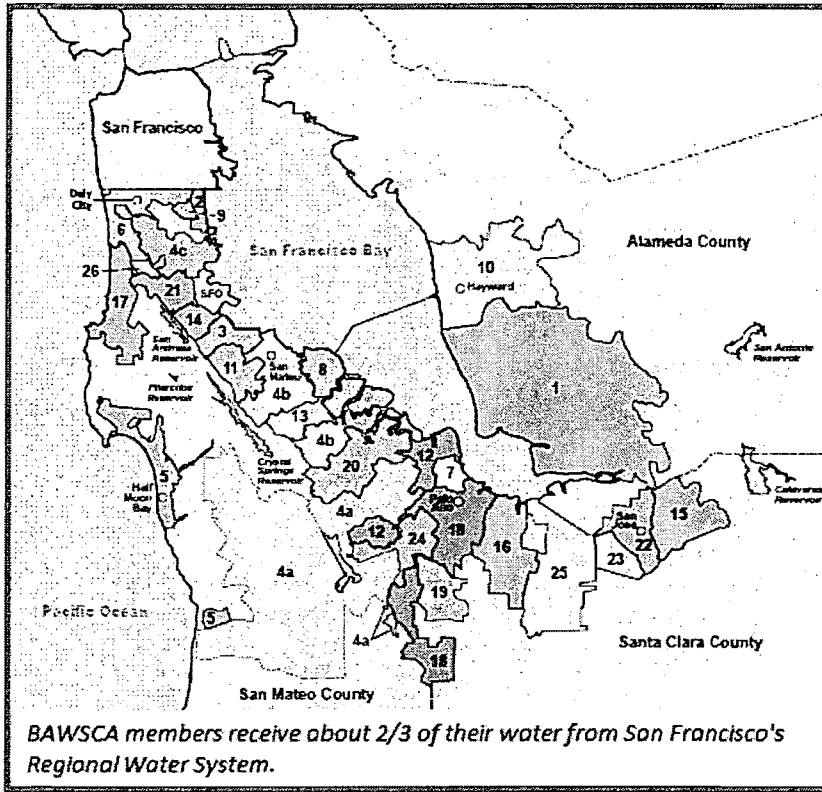 San Francisco
Daly
City
2
9
6
4c
San Francisco Bay
Alameda County
10
Hayward
26
21
SFO
17
14
3
San
Andreas
Reservoir
San Antonio
Reservoir
11
San Mateo
8
1
Pilarcitos
Reservoir
4b
13
4b
12
20
7
Crystal
Springs
Reservoir
Calaveras
Reservoir
5
Half
Moon
Bay
Palo
Alto
4a
12
24
18
16
San
Jose
15
22
23
25
4a
19
Pacific Ocean
5
4a
18
Santa Clara County
San Mateo County
BAWSCA members receive about 2/3 of their water from San Francisco's
Regional Water System.